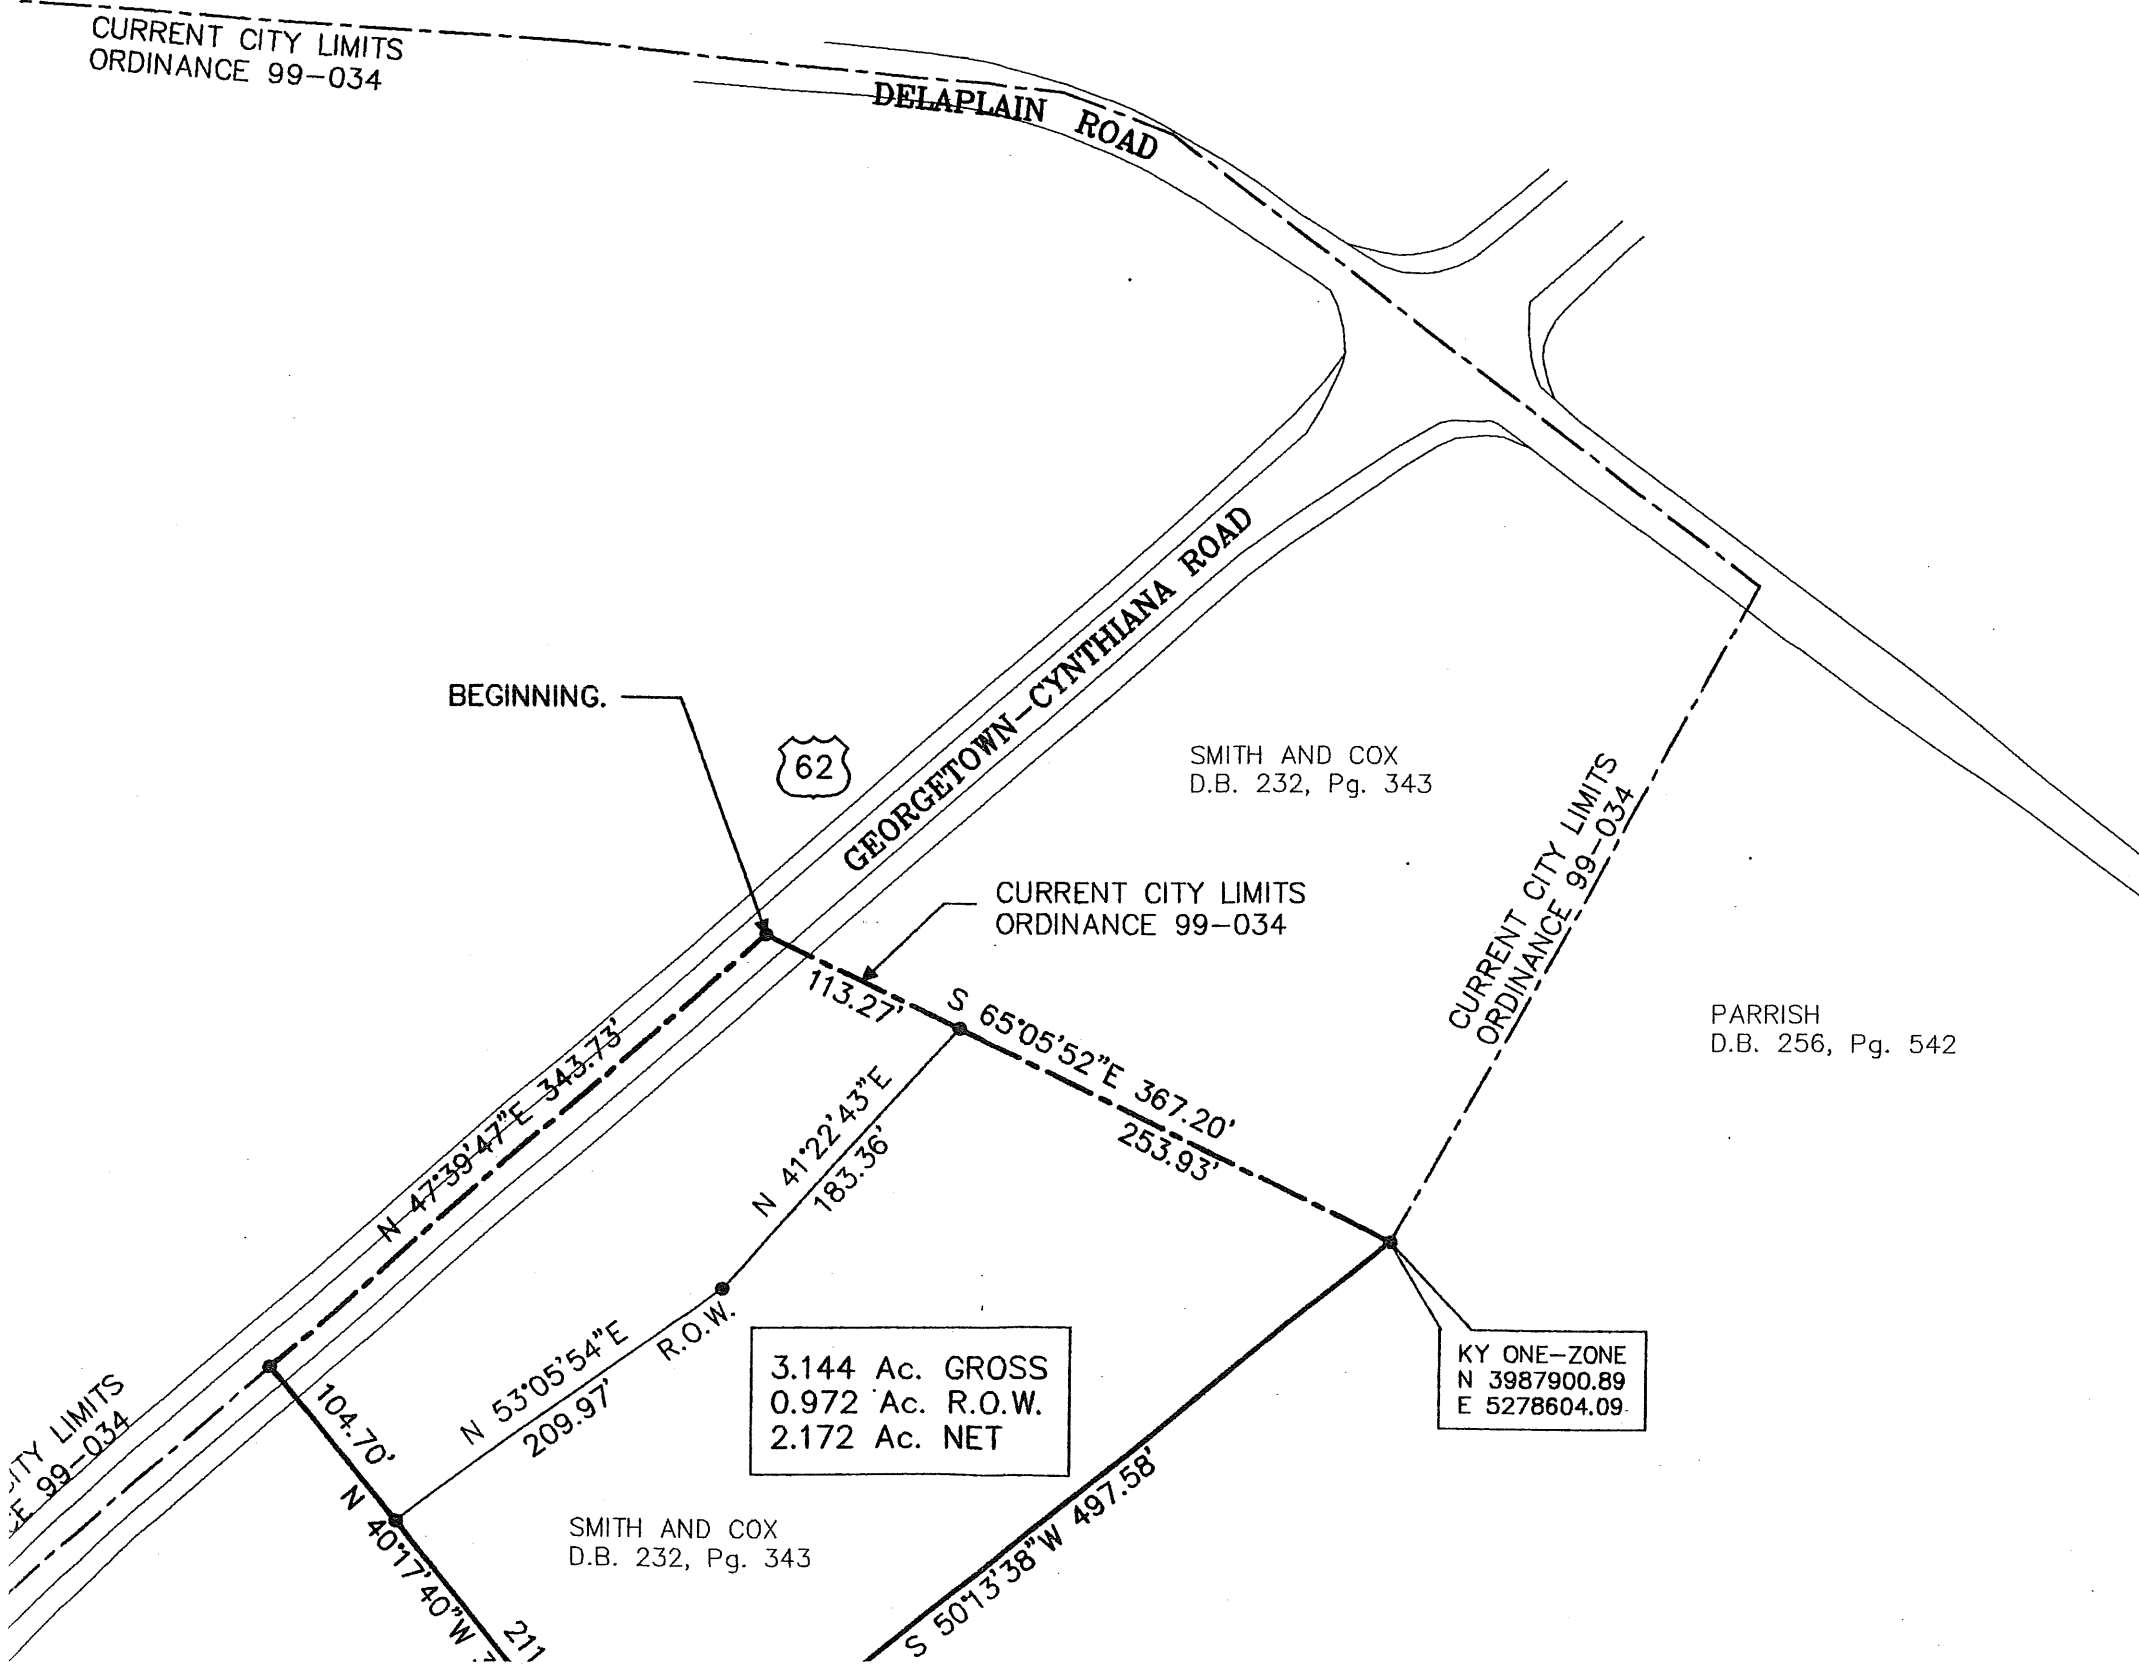 CURRENT CITY LIMITS
ORDINANCE 99-034
DELAPLAIN ROAD
GEORGETOWN-CYNTHIANA ROAD
BEGINNING.
62
SMITH AND COX
D.B. 232, Pg. 343
CURRENT CITY LIMITS
ORDINANCE 99-034
CURRENT CITY LIMITS
ORDINANCE 99-034
PARRISH
D.B. 256, Pg. 542
113.27'
S 65°05'52"E 367.20'
253.93'
N 47°39'47"E 343.73'
N 41°22'43"E
183.36'
N 53°05'54"E R.O.W.
209.97'
3.144 Ac. GROSS
0.972 Ac. R.O.W.
2.172 Ac. NET
KY ONE-ZONE
N 3987900.89
E 5278604.09
LIMITS
99-034
104.70'
N 40°17'40"W
211
SMITH AND COX
D.B. 232, Pg. 343
S 50°13'38"W 497.58'